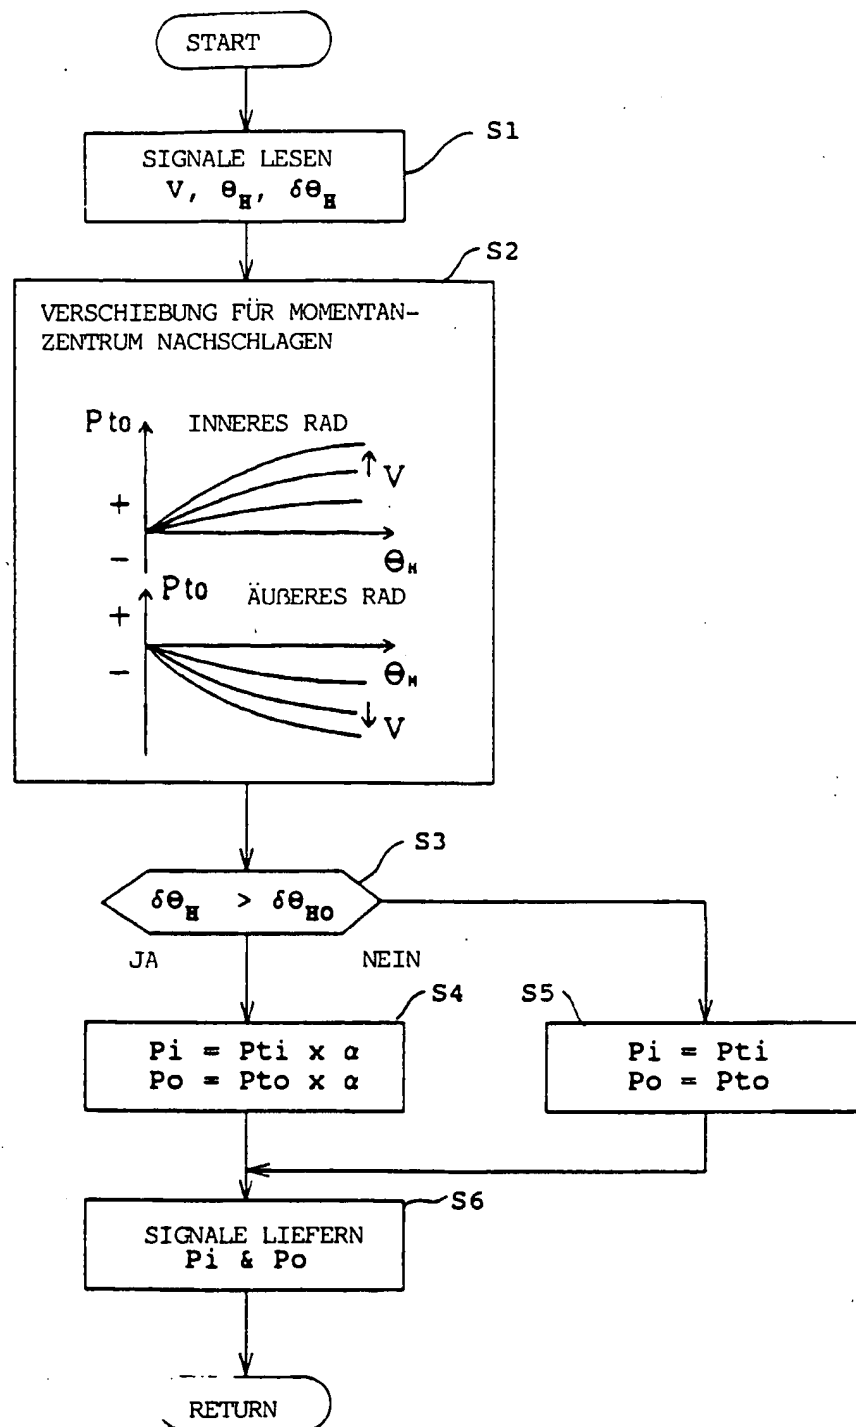 START
S1
SIGNALE LESEN
V, ΘH, δΘH
S2
VERSCHIEBUNG FÜR MOMENTAN-
ZENTRUM NACHSCHLAGEN
Pto INNERES RAD
V
+
-
ΘH
Pto ÄUßERES RAD
+
-
ΘH
V
S3
δΘH > δΘHO
JA NEIN
S4 S5
Pi = Pti x α
Po = Pto x α
Pi = Pti
Po = Pto
S6
SIGNALE LIEFERN
Pi & Po
RETURN